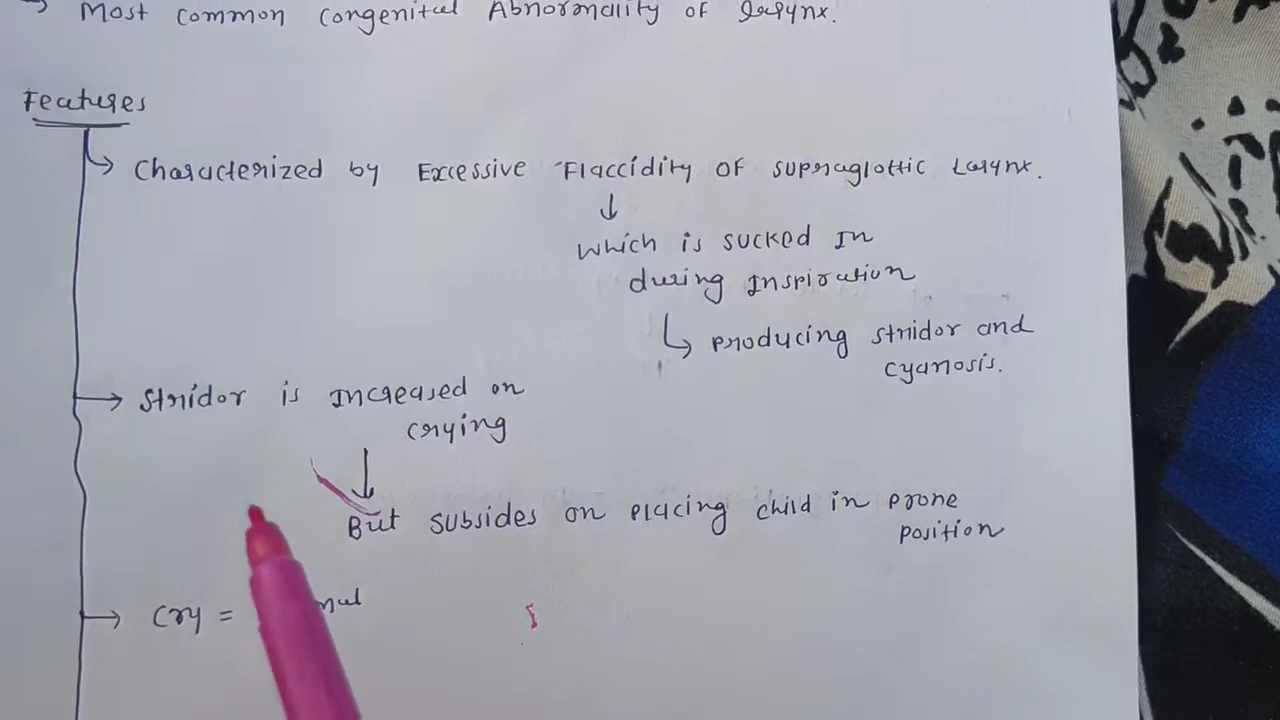 → Most common congenital Abnormality of larynx.
Features
→ Characterized by Excessive Flaccidity of supraglottic Larynx.
↓
which is sucked In
during Inspiration
↳ producing stridor and
cyanosis.
→ Stridor is increased on
crying
↓
But subsides on placing child in prone
position
→ Cry =